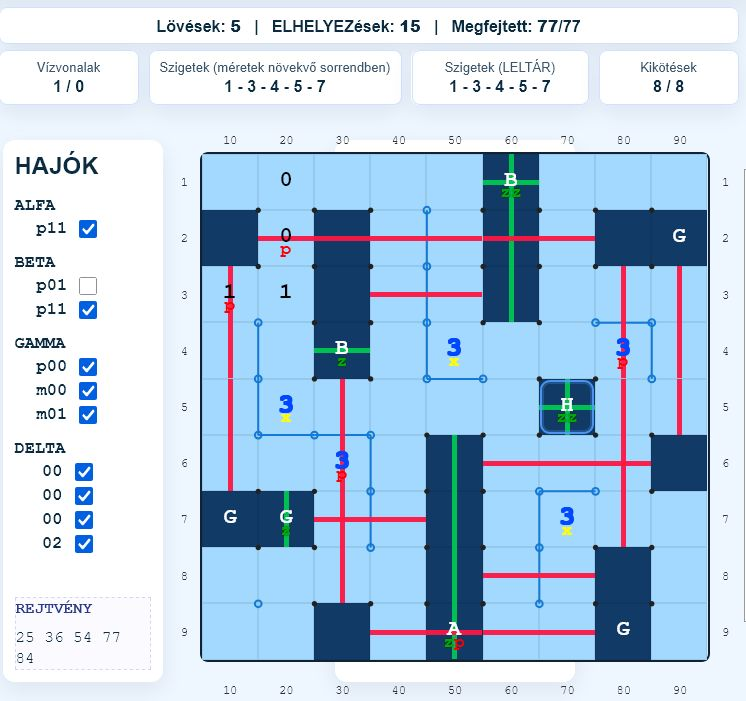 Lövések: 5 | ELHELYEZések: 15 | Megfejtett: 77/77
Vízvonalak
1 / 0
Szigetek (méretek növekvő sorrendben)
1 - 3 - 4 - 5 - 7
Szigetek (LELTÁR)
1 - 3 - 4 - 5 - 7
Kikötések
8 / 8
HAJÓK
ALFA
p11
BETA
p01
p11
GAMMA
p00
m00
m01
DELTA
00
00
00
02
REJTVÉNY
25 36 54 77
84
10 20 30 40 50 60 70 80 90
1 0 B 1
zz
2 0 G 2
p
3 1 1 3
p
4 B 3 3 4
z x p
5 3 H 5
x zz
6 3 6
p
7 G G 3 7
z x
8 8
9 A G 9
zp
10 20 30 40 50 60 70 80 90